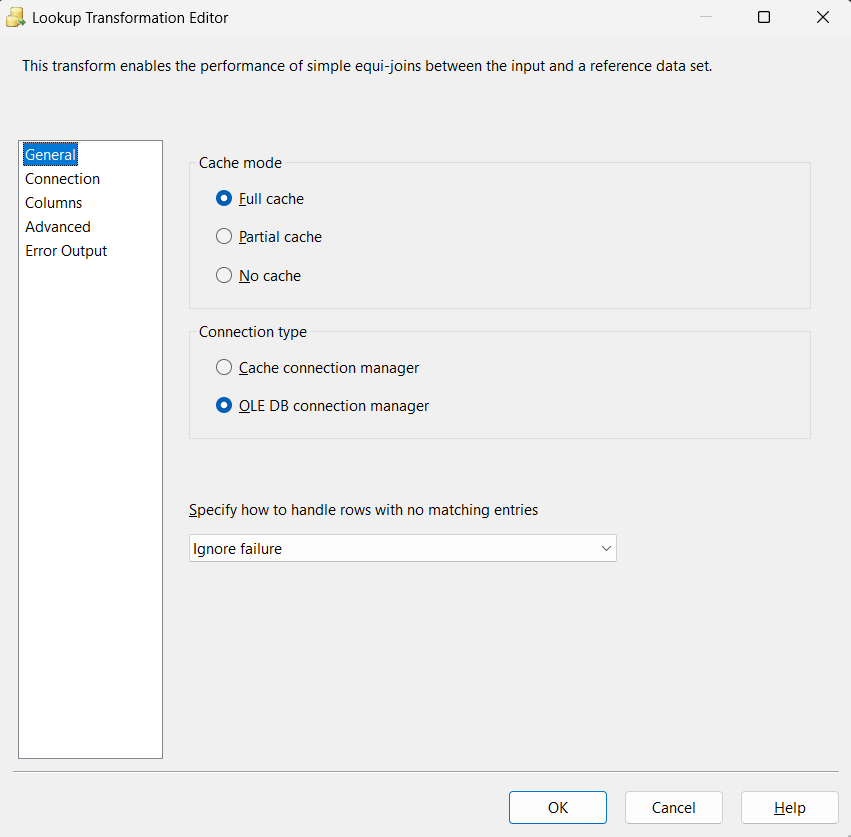 Lookup Transformation Editor
This transform enables the performance of simple equi-joins between the input and a reference data set.
General
Connection
Columns
Advanced
Error Output
Cache mode
Full cache
Partial cache
No cache
Connection type
Cache connection manager
OLE DB connection manager
Specify how to handle rows with no matching entries
Ignore failure
OK
Cancel
Help